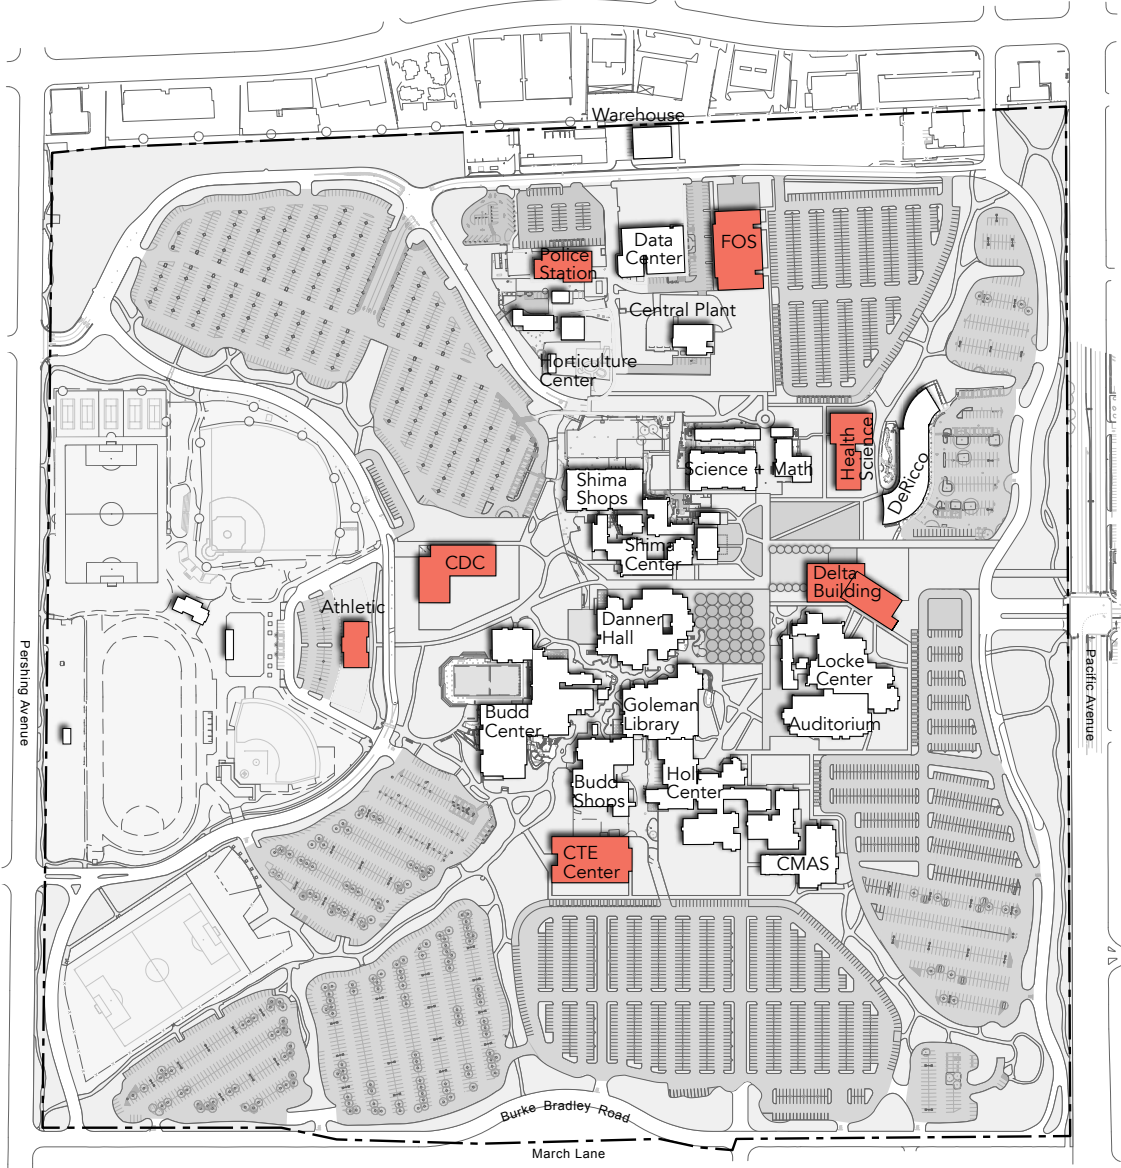 Warehouse
Data
Center
FOS
Police
Station
Central Plant
Horticulture
Center
Health
Science
DeRicco
Science + Math
Shima
Shops
Shima
Center
CDC
Delta
Building
Athletic
Danner
Hall
Locke
Center
Pershing Avenue
Pacific Avenue
Goleman
Library
Budd
Center
Auditorium
Holt
Center
Budd
Shops
CTE
Center
CMAS
Burke Bradley Road
March Lane